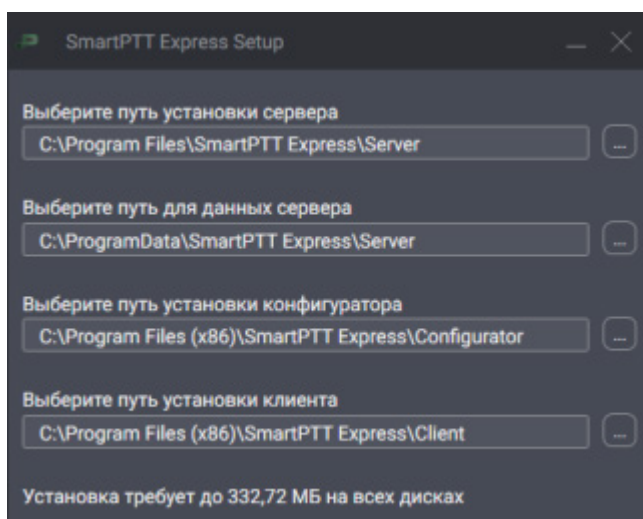 SmartPTT Express Setup
Выберите путь установки сервера
C:\Program Files\SmartPTT Express\Server
...
Выберите путь для данных сервера
C:\ProgramData\SmartPTT Express\Server
...
Выберите путь установки конфигуратора
C:\Program Files (x86)\SmartPTT Express\Configurator
...
Выберите путь установки клиента
C:\Program Files (x86)\SmartPTT Express\Client
...
Установка требует до 332,72 МБ на всех дисках